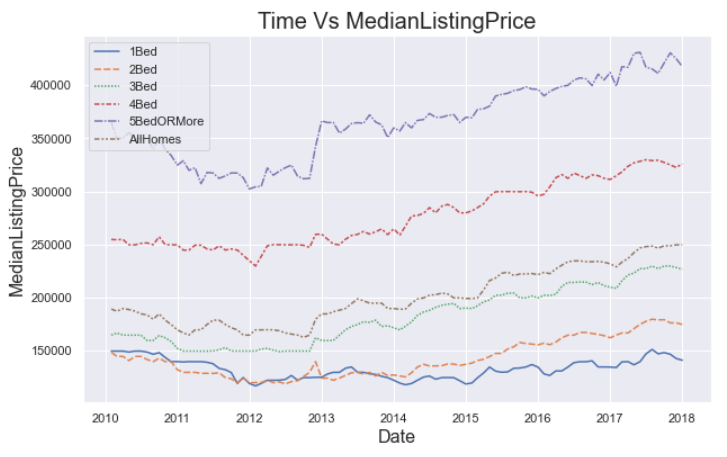 Time Vs MedianListingPrice
MedianListingPrice
400000
350000
300000
250000
200000
150000
1Bed
2Bed
3Bed
4Bed
5BedORMore
AllHomes
2010 2011 2012 2013 2014 2015 2016 2017 2018
Date